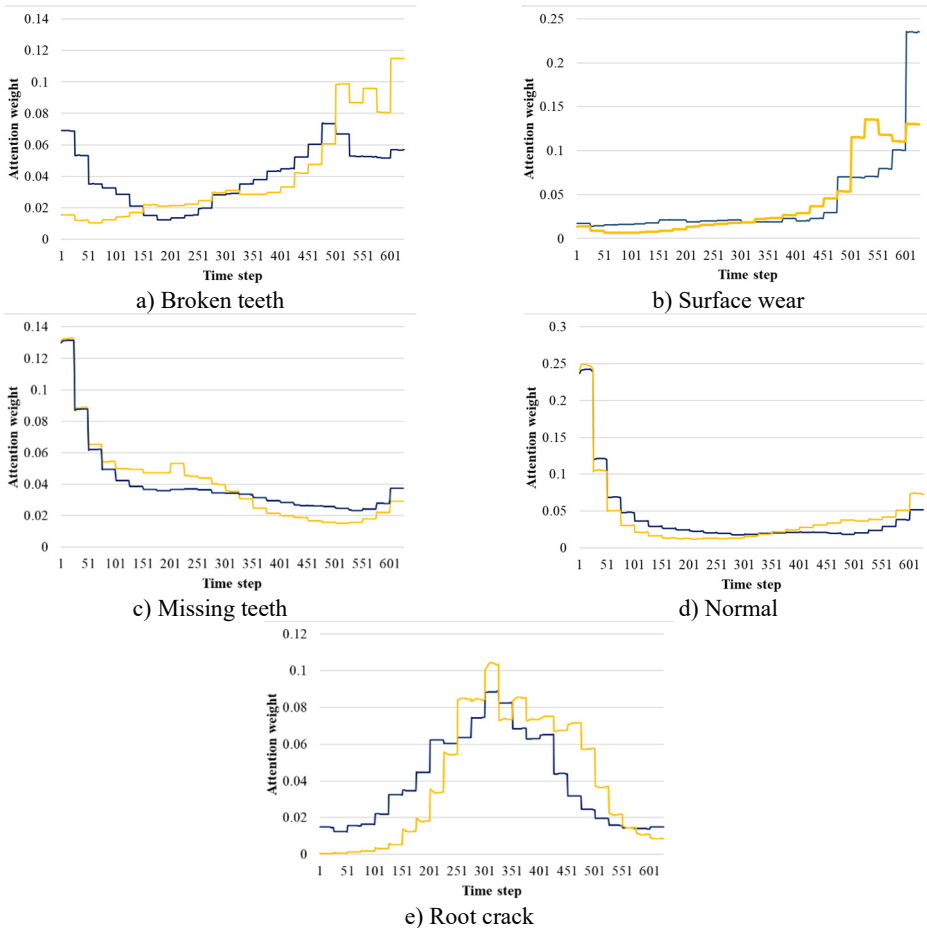 0.14
0.12
0.1
0.08
0.06
0.04
0.02
0
Attention weight
1 51 101 151 201 251 301 351 401 451 501 551 601
Time step
a) Broken teeth
0.25
0.2
0.15
0.1
0.05
0
Attention weight
1 51 101 151 201 251 301 351 401 451 501 551 601
Time step
b) Surface wear
0.14
0.12
0.1
0.08
0.06
0.04
0.02
0
Attention weight
1 51 101 151 201 251 301 351 401 451 501 551 601
Time step
c) Missing teeth
0.3
0.25
0.2
0.15
0.1
0.05
0
Attention weight
1 51 101 151 201 251 301 351 401 451 501 551 601
Time step
d) Normal
0.12
0.1
0.08
0.06
0.04
0.02
0
Attention weight
1 51 101 151 201 251 301 351 401 451 501 551 601
Time step
e) Root crack